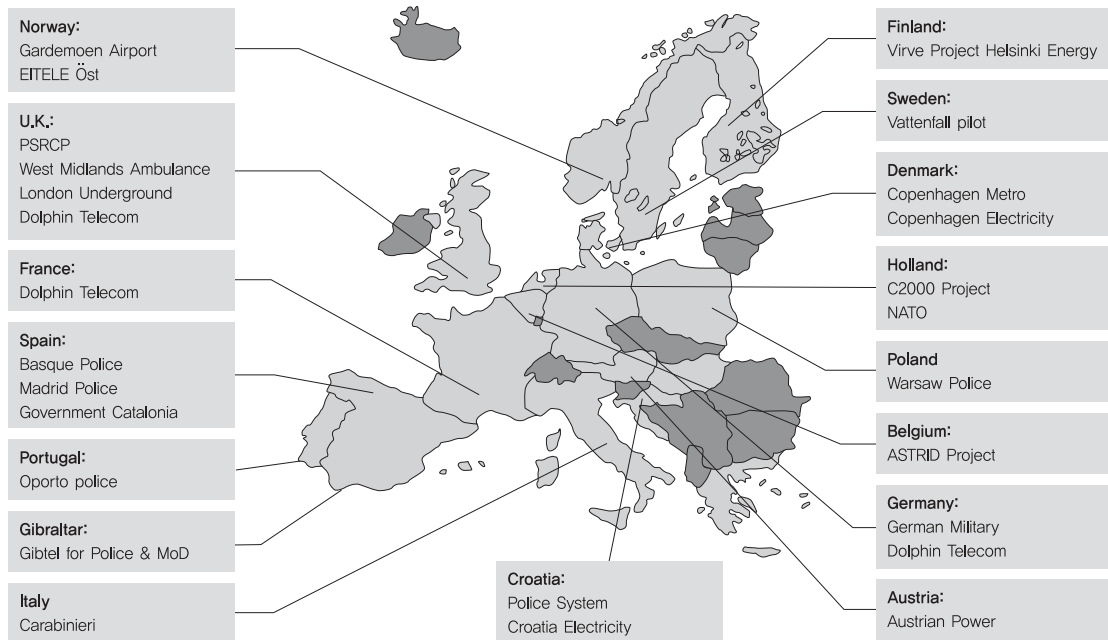 Norway:
Gardemoen Airport
EITELE Öst
U.K.:
PSRCP
West Midlands Ambulance
London Underground
Dolphin Telecom
France:
Dolphin Telecom
Spain:
Basque Police
Madrid Police
Government Catalonia
Portugal:
Oporto police
Gibraltar:
Gibtel for Police & MoD
Italy
Carabinieri
Croatia:
Police System
Croatia Electricity
Finland:
Virve Project Helsinki Energy
Sweden:
Vattenfall pilot
Denmark:
Copenhagen Metro
Copenhagen Electricity
Holland:
C2000 Project
NATO
Poland
Warsaw Police
Belgium:
ASTRID Project
Germany:
German Military
Dolphin Telecom
Austria:
Austrian Power